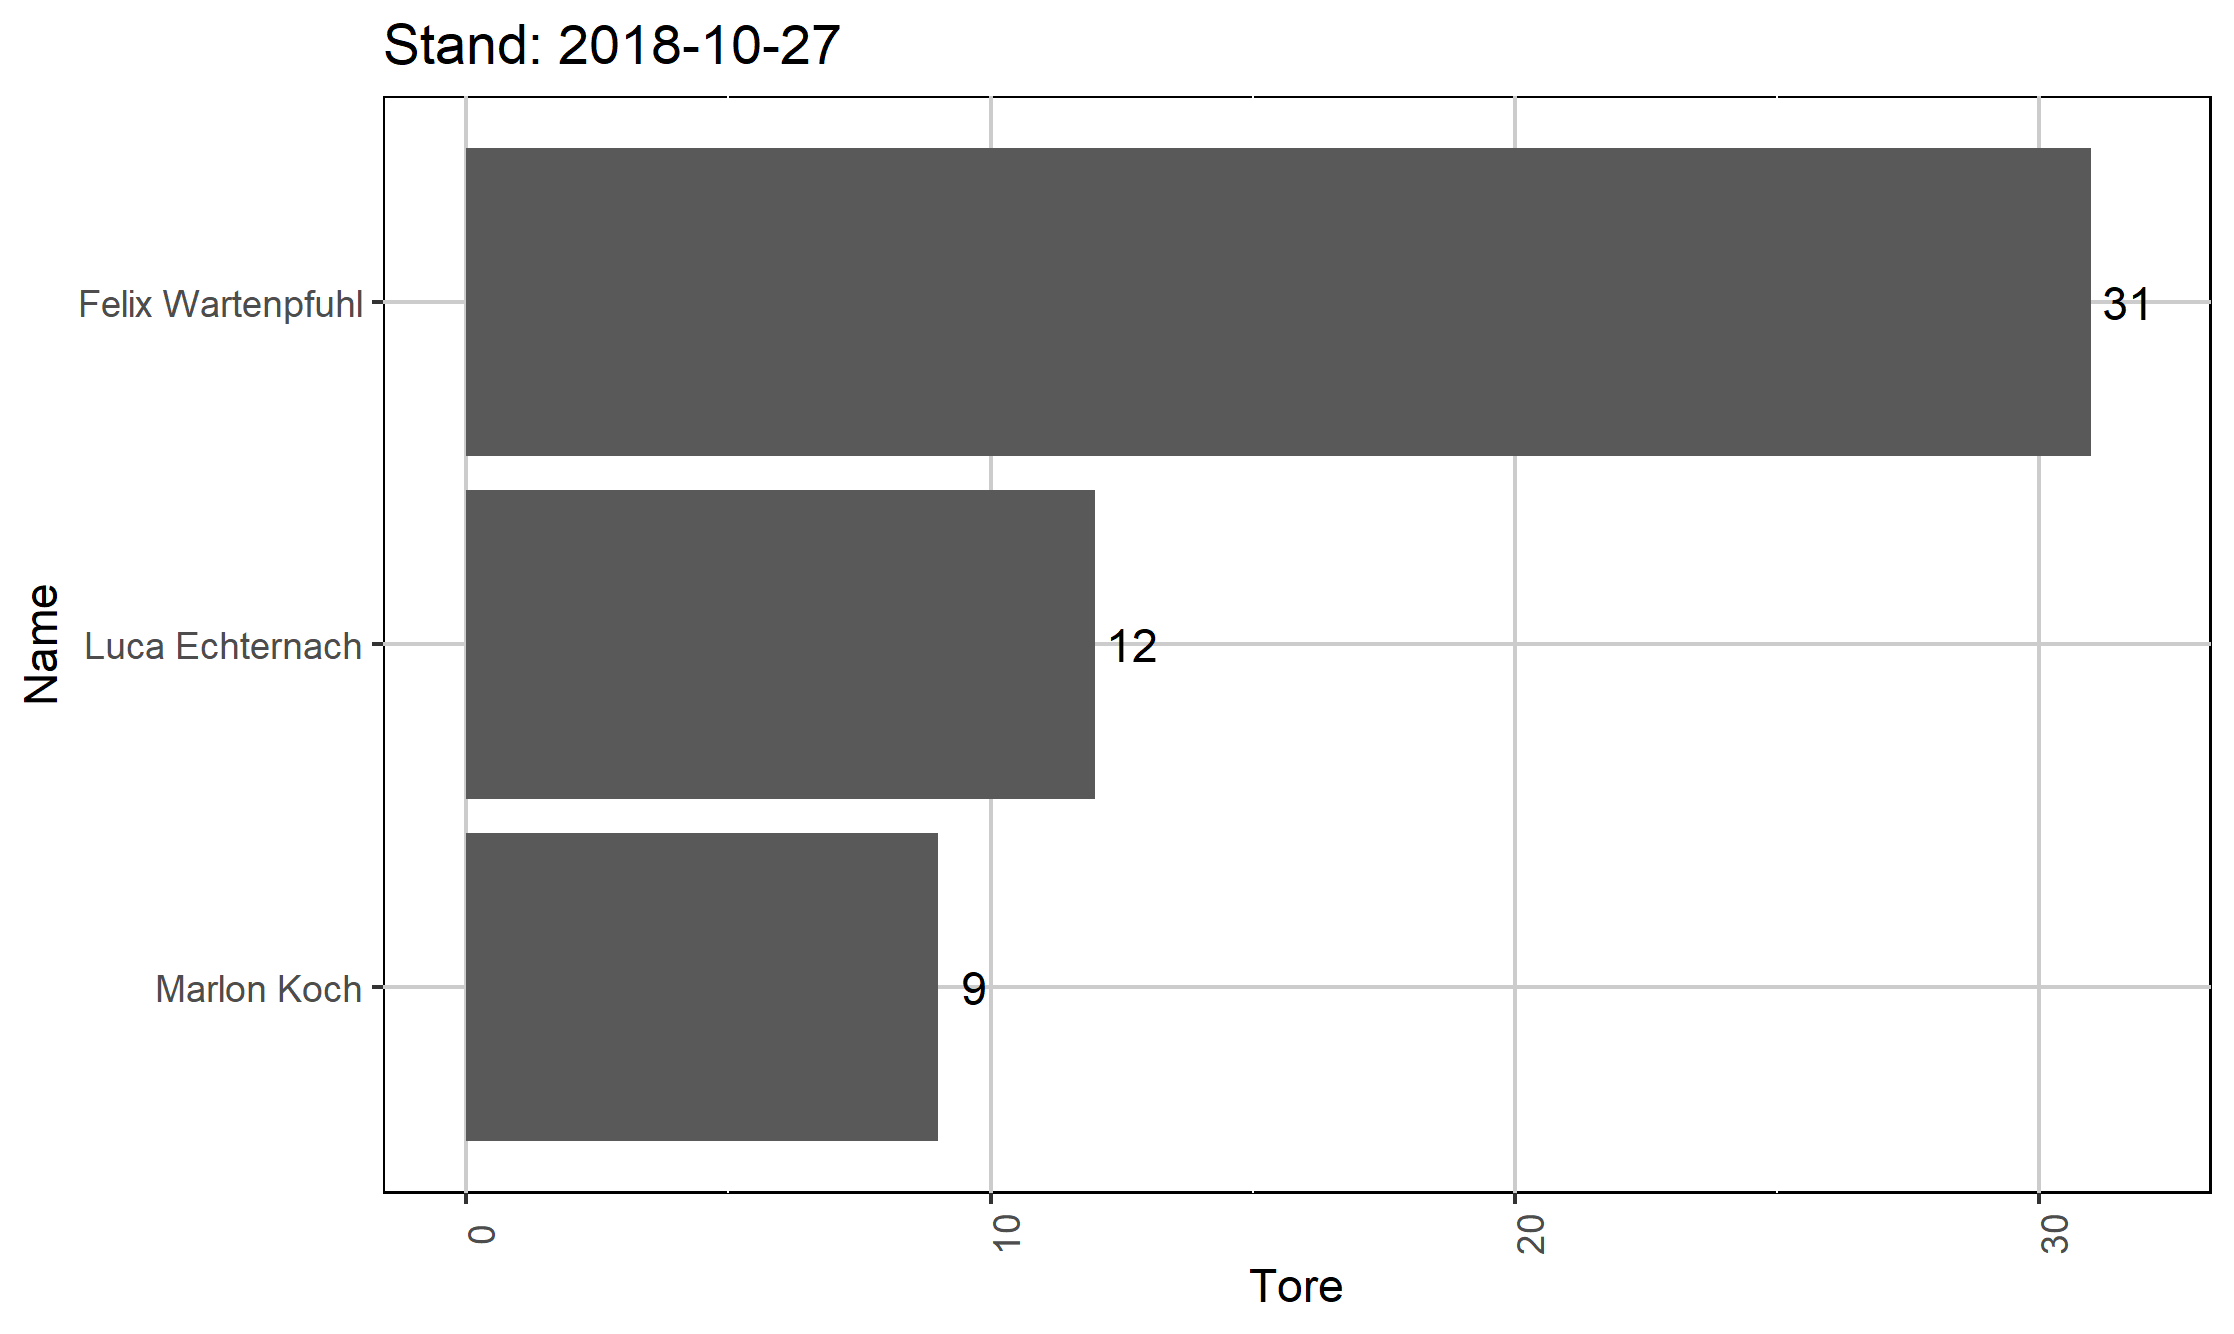 Stand: 2018-10-27
Name
Felix Wartenpfuhl
31
Luca Echternach
12
Marlon Koch
9
0
10
20
30
Tore